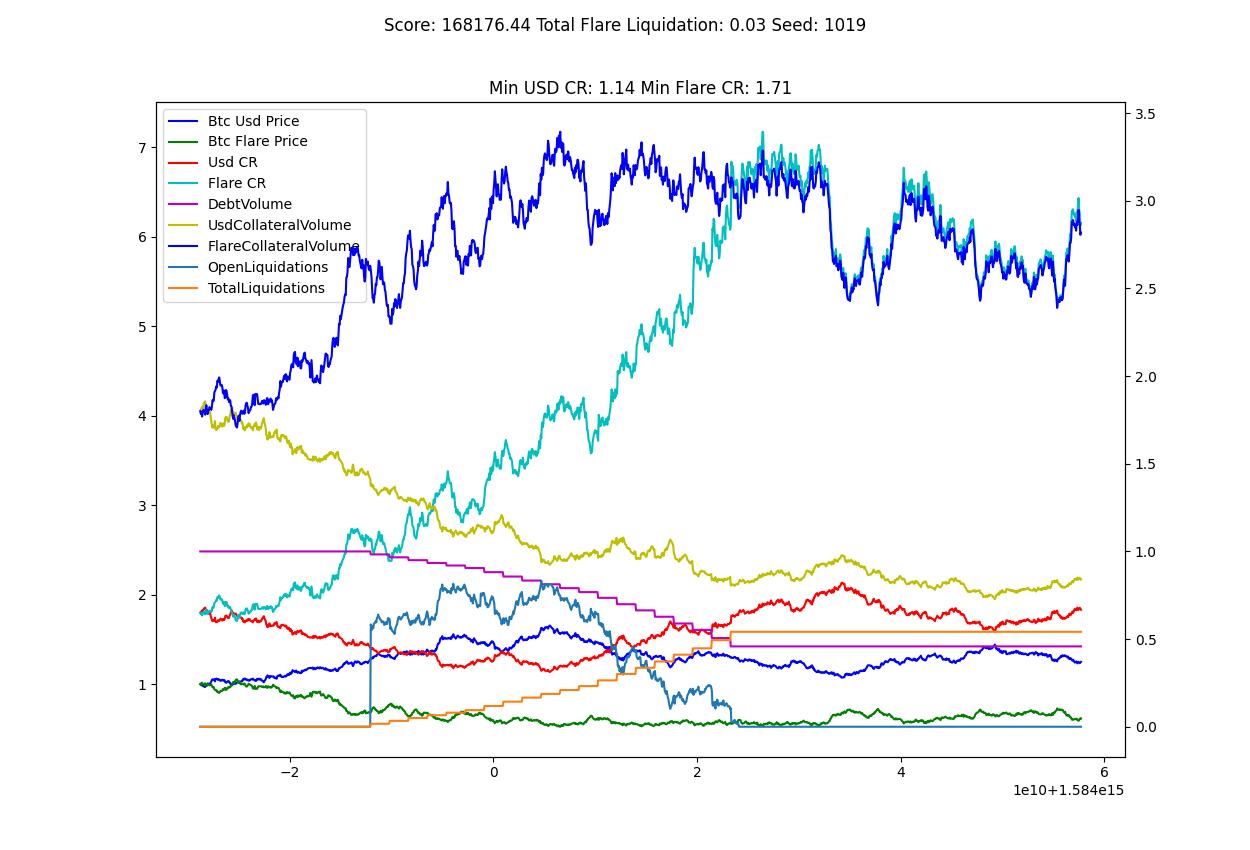 Score: 168176.44 Total Flare Liquidation: 0.03 Seed: 1019
Min USD CR: 1.14 Min Flare CR: 1.71
Btc Usd Price
Btc Flare Price
Usd CR
Flare CR
DebtVolume
UsdCollateralVolume
FlareCollateralVolume
OpenLiquidations
TotalLiquidations
7
6
5
4
3
2
1
3.5
3.0
2.5
2.0
1.5
1.0
0.5
0.0
−2 0 2 4 6
1e10+1.584e15